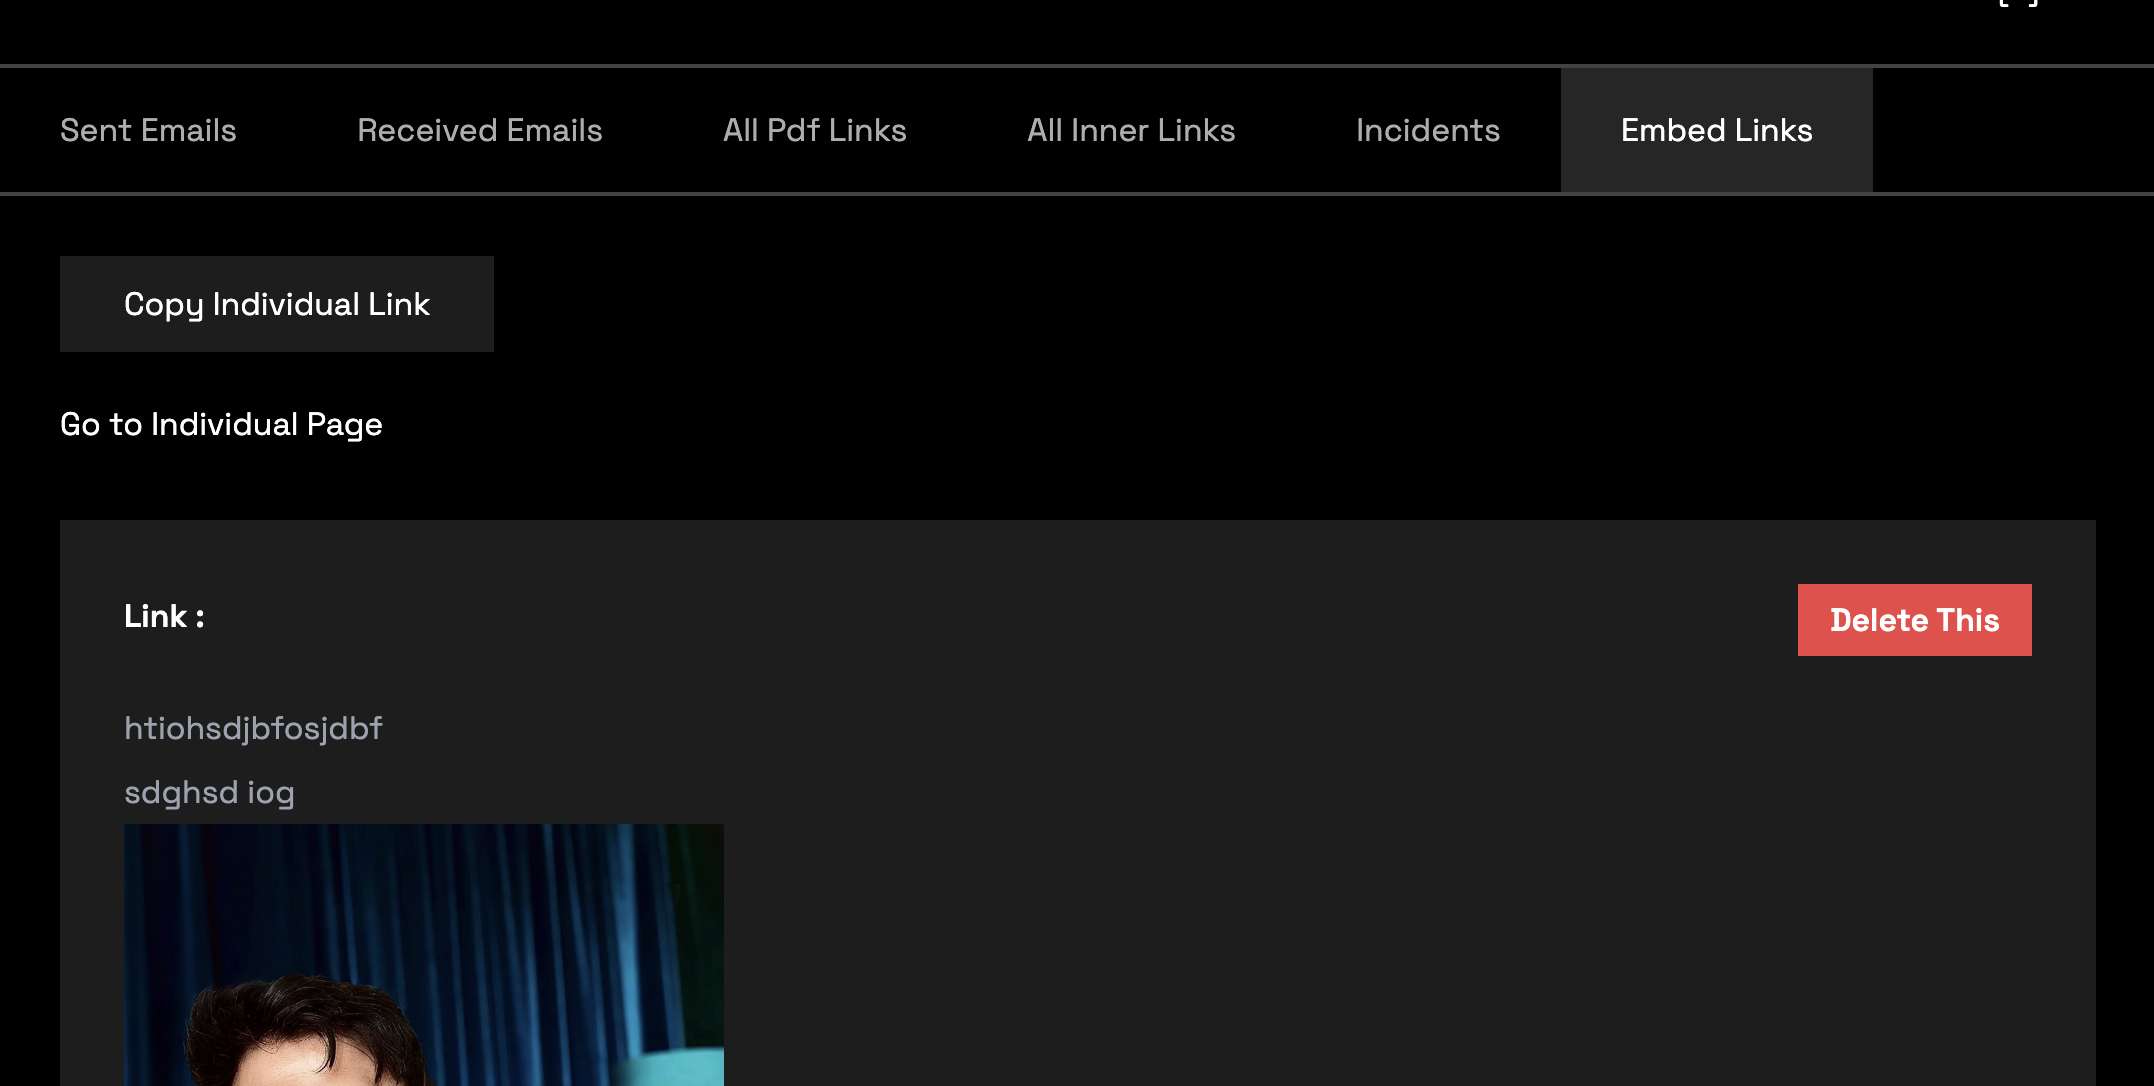 Sent Emails
Received Emails
All Pdf Links
All Inner Links
Incidents
Embed Links
Copy Individual Link
Go to Individual Page
Link :
Delete This
htiohsdjbfosjdbf
sdghsd iog